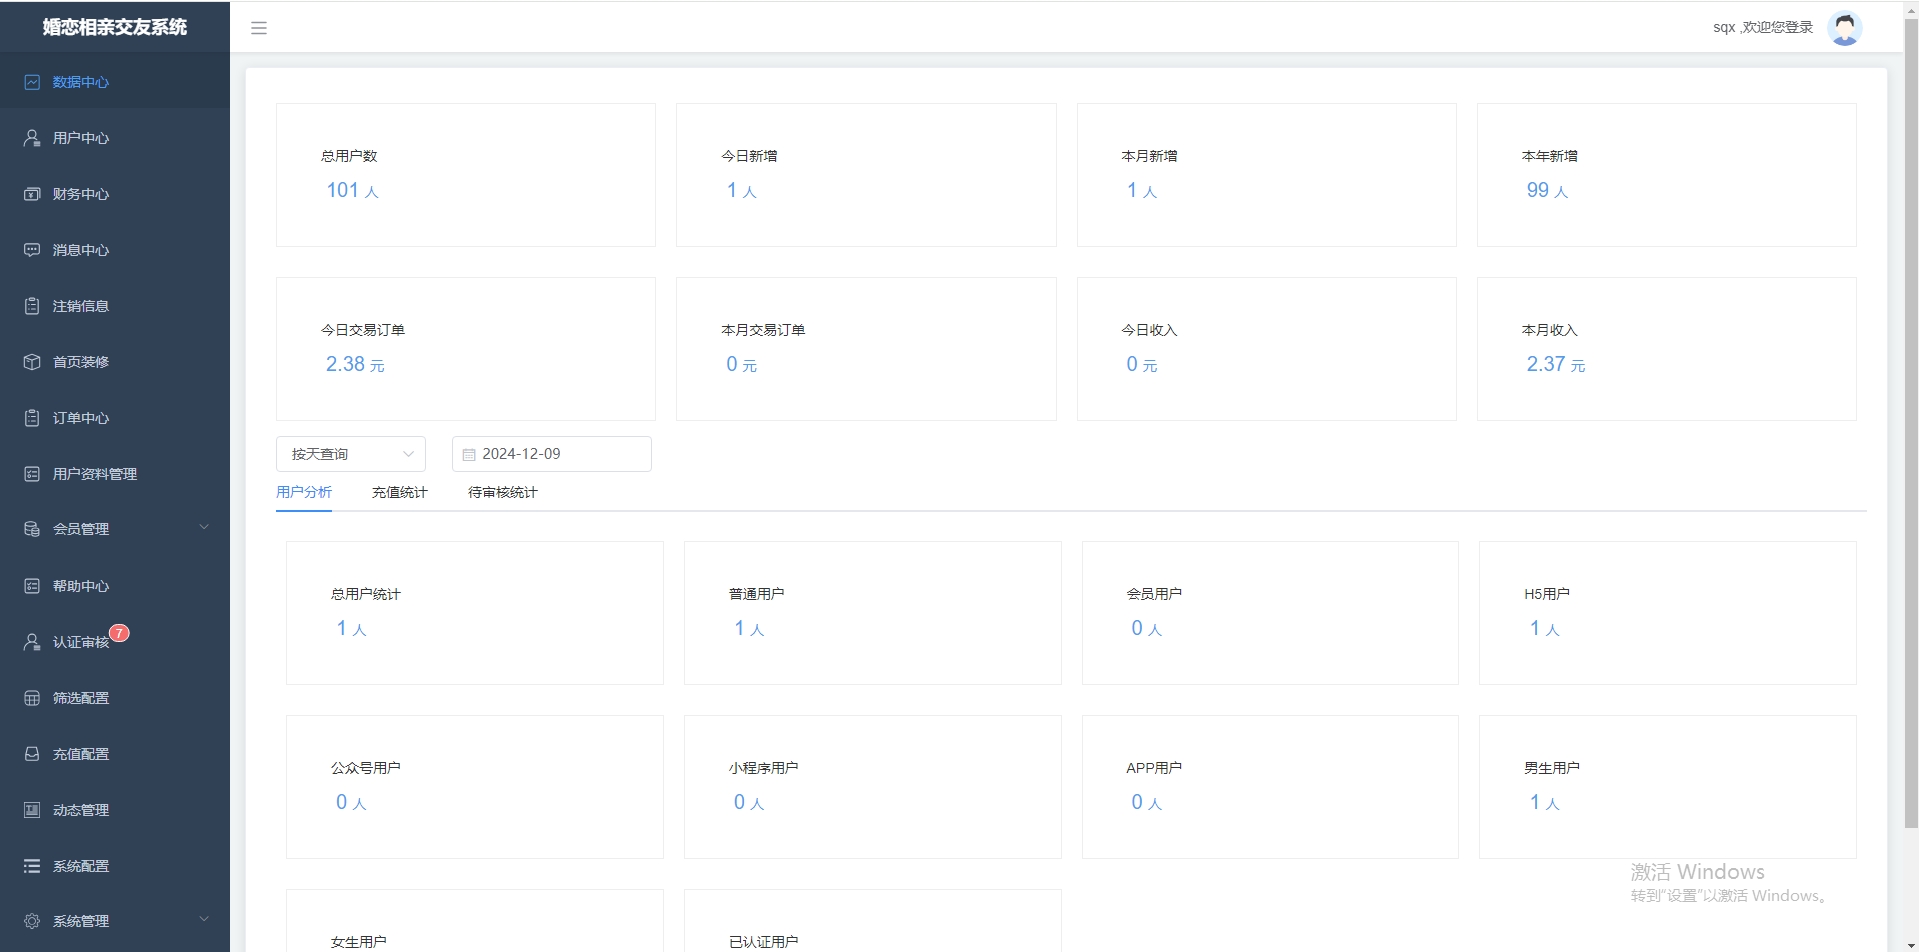 婚恋相亲交友系统
sqx ,欢迎您登录
数据中心
用户中心
财务中心
消息中心
注销信息
首页装修
订单中心
用户资料管理
会员管理
帮助中心
认证审核 7
筛选配置
充值配置
动态管理
系统配置
系统管理
总用户数
101 人
今日新增
1 人
本月新增
1 人
本年新增
99 人
今日交易订单
2.38 元
本月交易订单
0 元
今日收入
0 元
本月收入
2.37 元
按天查询
2024-12-09
用户分析 充值统计 待审核统计
总用户统计
1 人
普通用户
1 人
会员用户
0 人
H5用户
1 人
公众号用户
0 人
小程序用户
0 人
APP用户
0 人
男生用户
1 人
女生用户
已认证用户
激活 Windows
转到"设置"以激活 Windows。